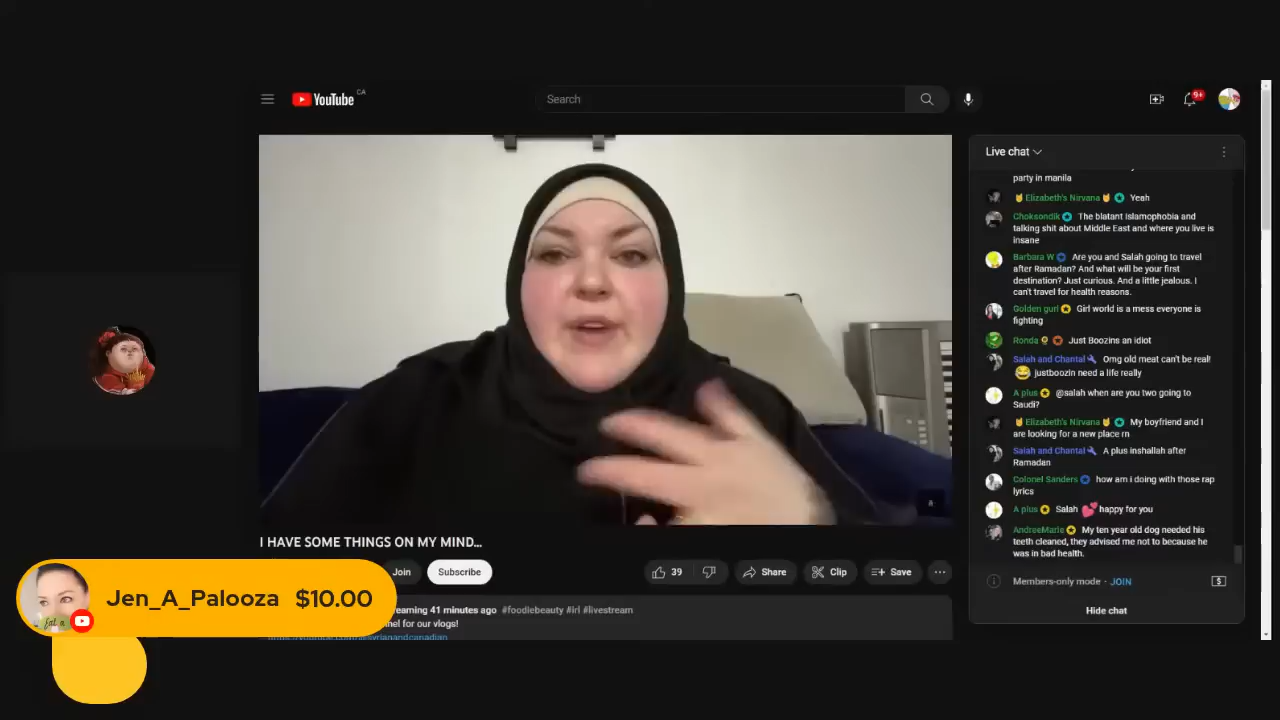 YouTube CA
Search
9+
Live chat
party in manila
Elizabeth's Nirvana Yeah
Choksondik The blatant Islamophobia and
talking shit about Middle East and where you live is
insane
Barbara W Are you and Salah going to travel
after Ramadan? And what will be your first
destination? Just curious. And a little jealous. I
can't travel for health reasons.
Golden gurl Girl world is a mess everyone is
fighting
Ronda Just Boozins an idiot
Salah and Chantal Omg old meat can't be real!
justboozin need a life really
A plus @salah when are you two going to
Saudi?
Elizabeth's Nirvana My boyfriend and I
are looking for a new place rn
Salah and Chantal A plus inshallah after
Ramadan
Colonel Sanders how am i doing with those rap
lyrics
A plus Salah happy for you
AndreeMarie My ten year old dog needed his
teeth cleaned, they advised me not to because he
was in bad health.
Members-only mode · JOIN
Hide chat
I HAVE SOME THINGS ON MY MIND...
Join
Subscribe
39
Share
Clip
Save
eaming 41 minutes ago #foodiebeauty #irl #livestream
nel for our vlogs!
Jen_A_Palooza $10.00